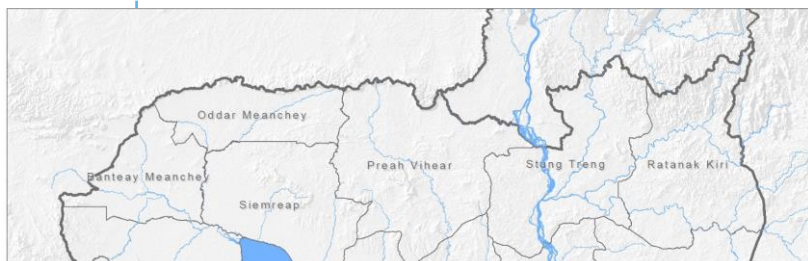 Oddar Meanchey
Preah Vihear
Stung Treng
Ratanak Kiri
Banteay Meanchey
Siemreap